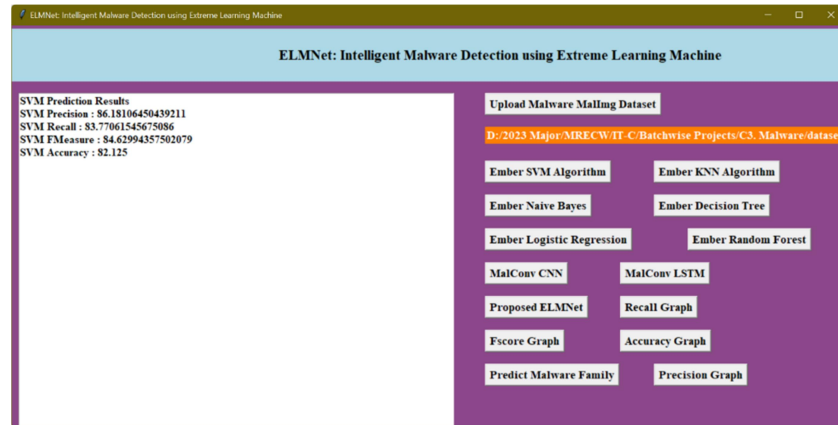 ELMNet: Intelligent Malware Detection using Extreme Learning Machine
ELMNet: Intelligent Malware Detection using Extreme Learning Machine
SVM Prediction Results
SVM Precision : 86.18106450439211
SVM Recall : 83.77061545675086
SVM FMeasure : 84.62994357502079
SVM Accuracy : 82.125
Upload Malware MalImg Dataset
D:/2023 Major/MRECW/IT-C/Batchwise Projects/C3. Malware/datase
Ember SVM Algorithm Ember KNN Algorithm
Ember Naive Bayes Ember Decision Tree
Ember Logistic Regression Ember Random Forest
MalConv CNN MalConv LSTM
Proposed ELMNet Recall Graph
Fscore Graph Accuracy Graph
Predict Malware Family Precision Graph